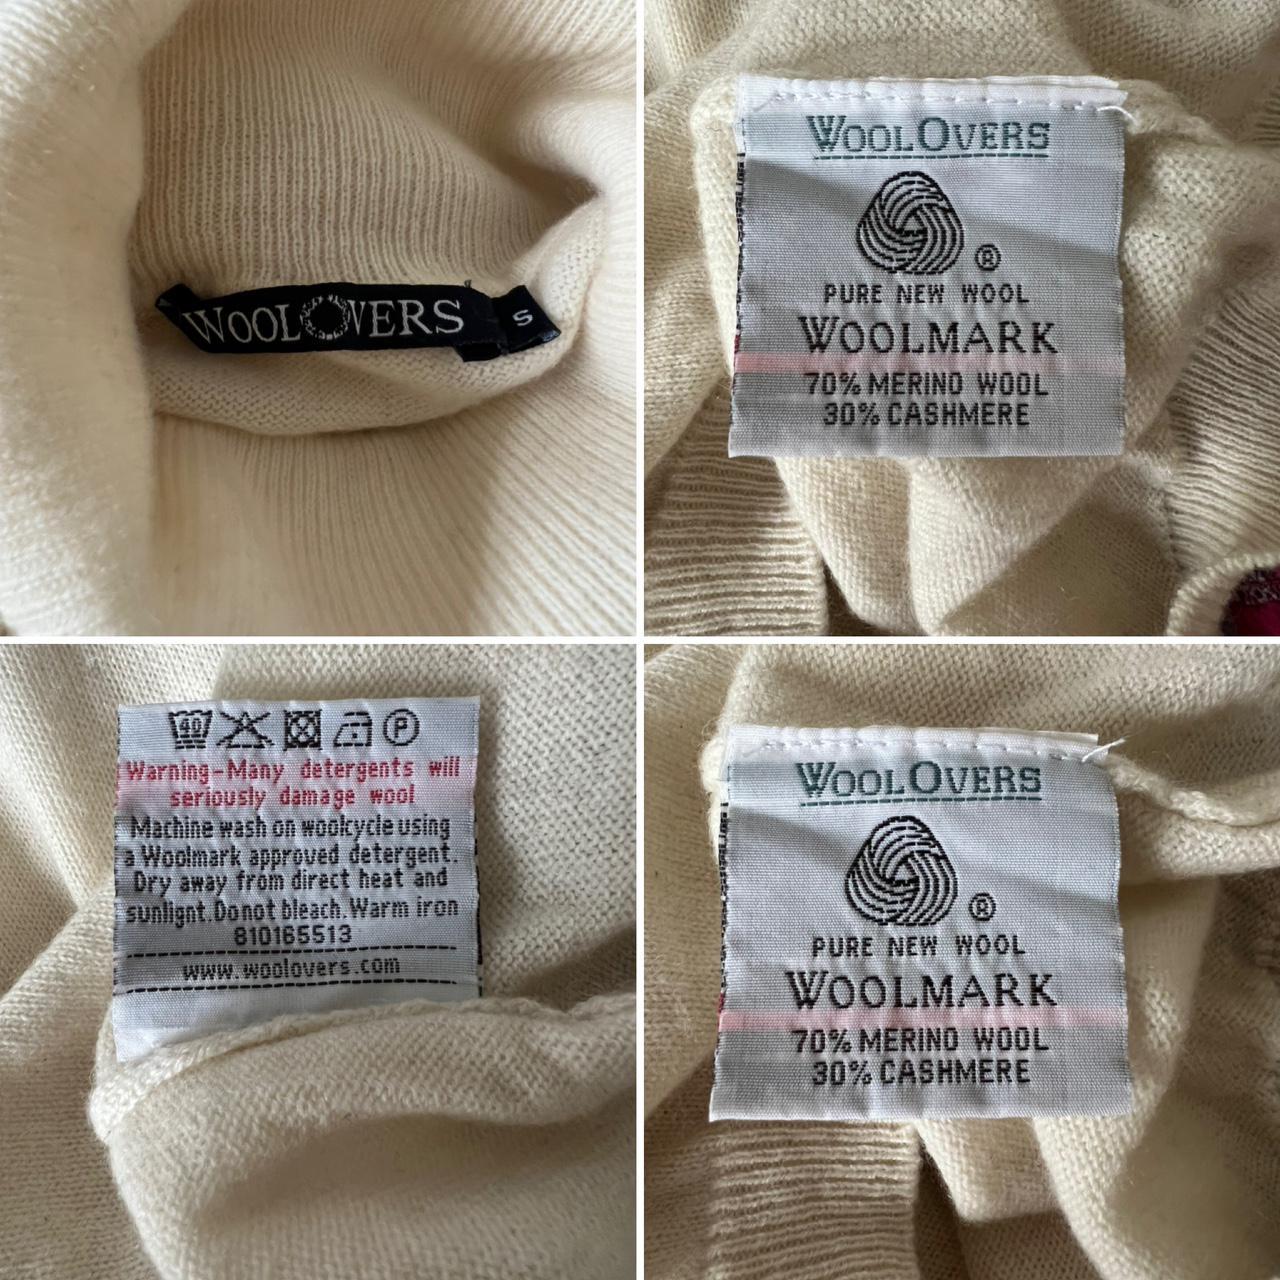 WOOLOVERS
S
WOOLOVERS
®
PURE NEW WOOL
WOOLMARK
70% MERINO WOOL
30% CASHMERE
40
P
Warning-Many detergents will
seriously damage wool
Machine wash on woolcycle using
a Woolmark approved detergent.
Dry away from direct heat and
sunlight.Do not bleach.Warm iron
810165513
www.woolovers.com
WOOLOVERS
®
PURE NEW WOOL
WOOLMARK
70% MERINO WOOL
30% CASHMERE